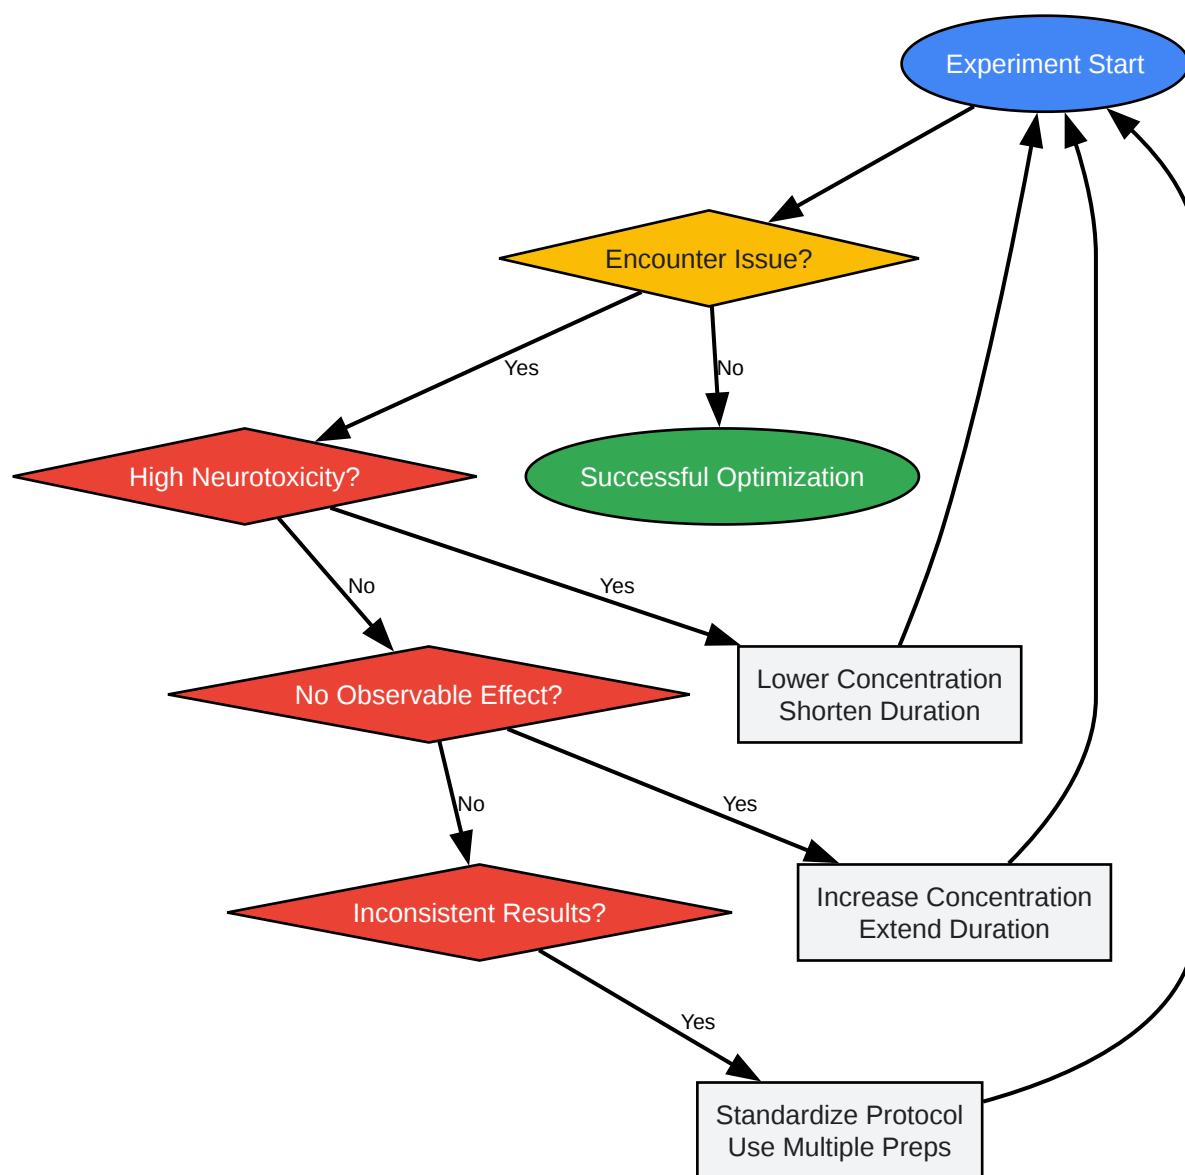 Experiment Start
Encounter Issue?
Yes
No
High Neurotoxicity?
Successful Optimization
No
Yes
No Observable Effect?
Lower Concentration
Shorten Duration
No
Yes
Inconsistent Results?
Increase Concentration
Extend Duration
Yes
Standardize Protocol
Use Multiple Preps